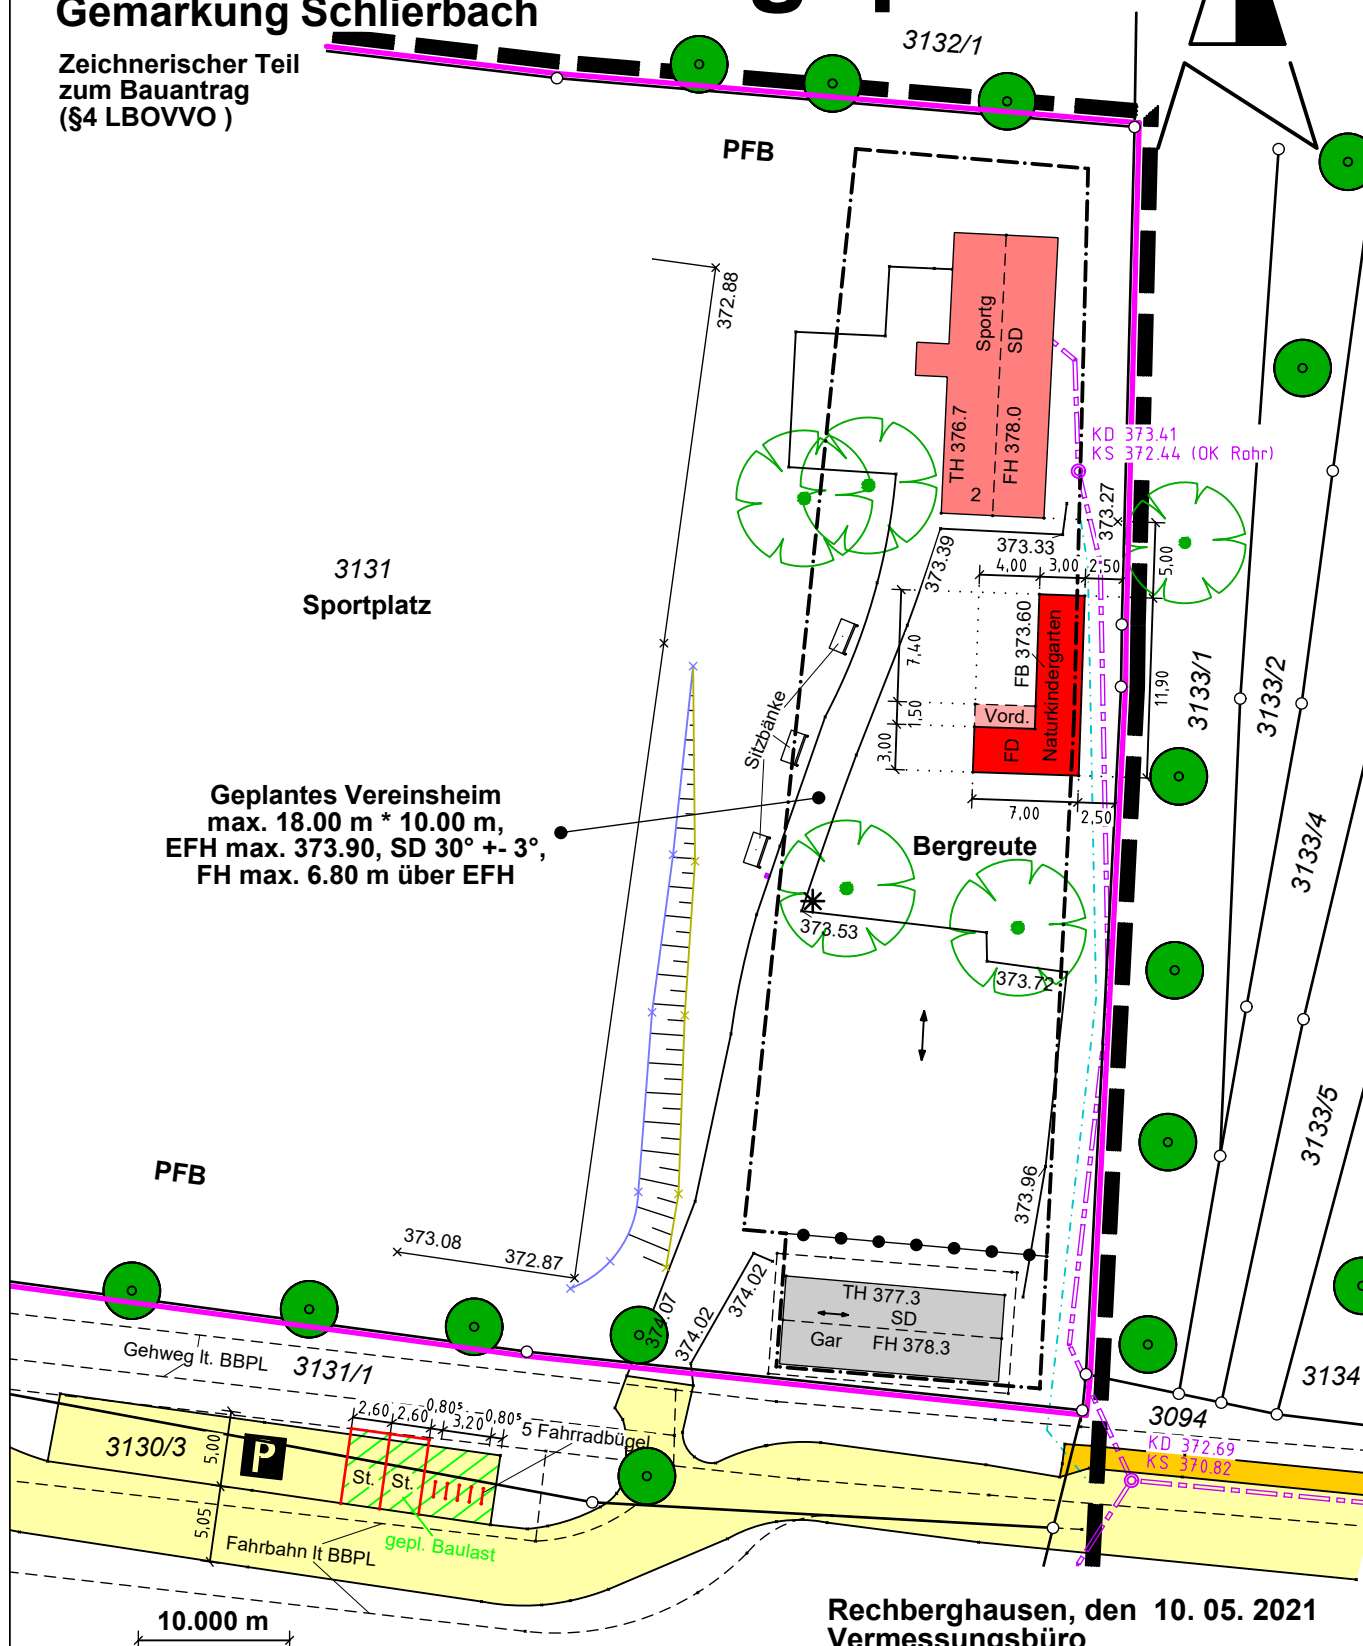 Gemarkung Schlierbach
Zeichnerischer Teil
zum Bauantrag
(§4 LBOVVO )
3132/1
PFB
372.88
Sportg
SD
TH 376.7
FH 378.0
2
KD 373.41
KS 372.44 (OK Rohr)
373.27
373.39
373.33
4,00
3,00
2,50
5,00
3131
Sportplatz
7,40
1,50
3,00
FB 373.60
Naturkindergarten
Vord.
FD
11,90
7,00
2,50
3133/1
3133/2
3133/4
3133/5
3134
Sitzbänke
Geplantes Vereinsheim
max. 18.00 m * 10.00 m,
EFH max. 373.90, SD 30° +- 3°,
FH max. 6.80 m über EFH
Bergreute
373.53
373.72
373.96
PFB
373.08
372.87
374.07
374.02
374.02
TH 377.3
SD
Gar
FH 378.3
Gehweg lt. BBPL
3131/1
3094
KD 372.69
KS 370.82
2,60
2,60
0,80⁵
3,20
0,80⁵
5 Fahrradbügel
3130/3
5,00
P
St.
St.
5,05
Fahrbahn lt BBPL
gepl. Baulast
10.000 m
Rechberghausen, den 10. 05. 2021
Vermessungsbüro